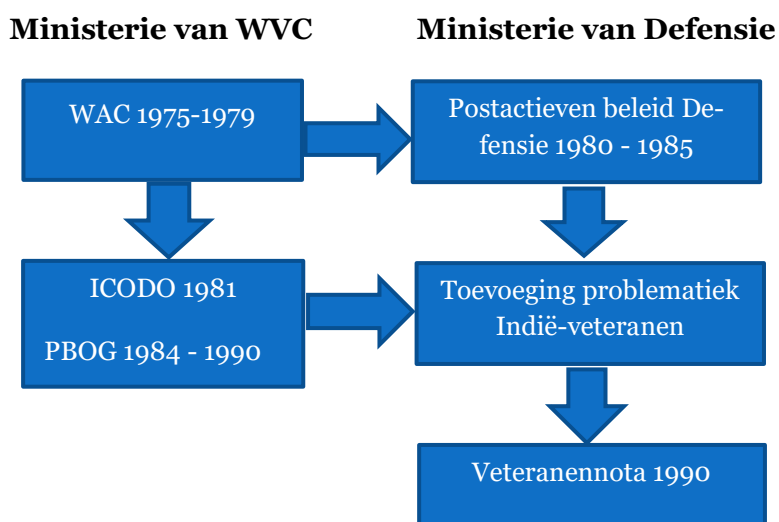 Ministerie van WVC
Ministerie van Defensie
WAC 1975-1979
Postactieven beleid De-
fensie 1980 - 1985
ICODO 1981
PBOG 1984 - 1990
Toevoeging problematiek
Indië-veteranen
Veteranennota 1990